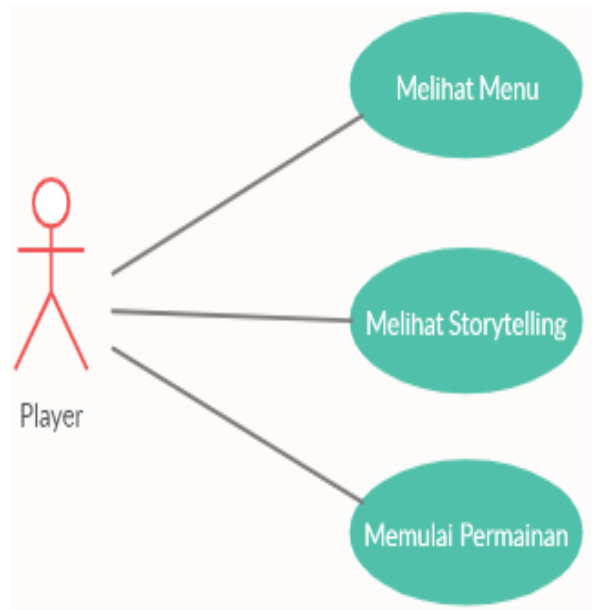 Melihat Menu
Melihat Storytelling
Player
Memulai Permainan